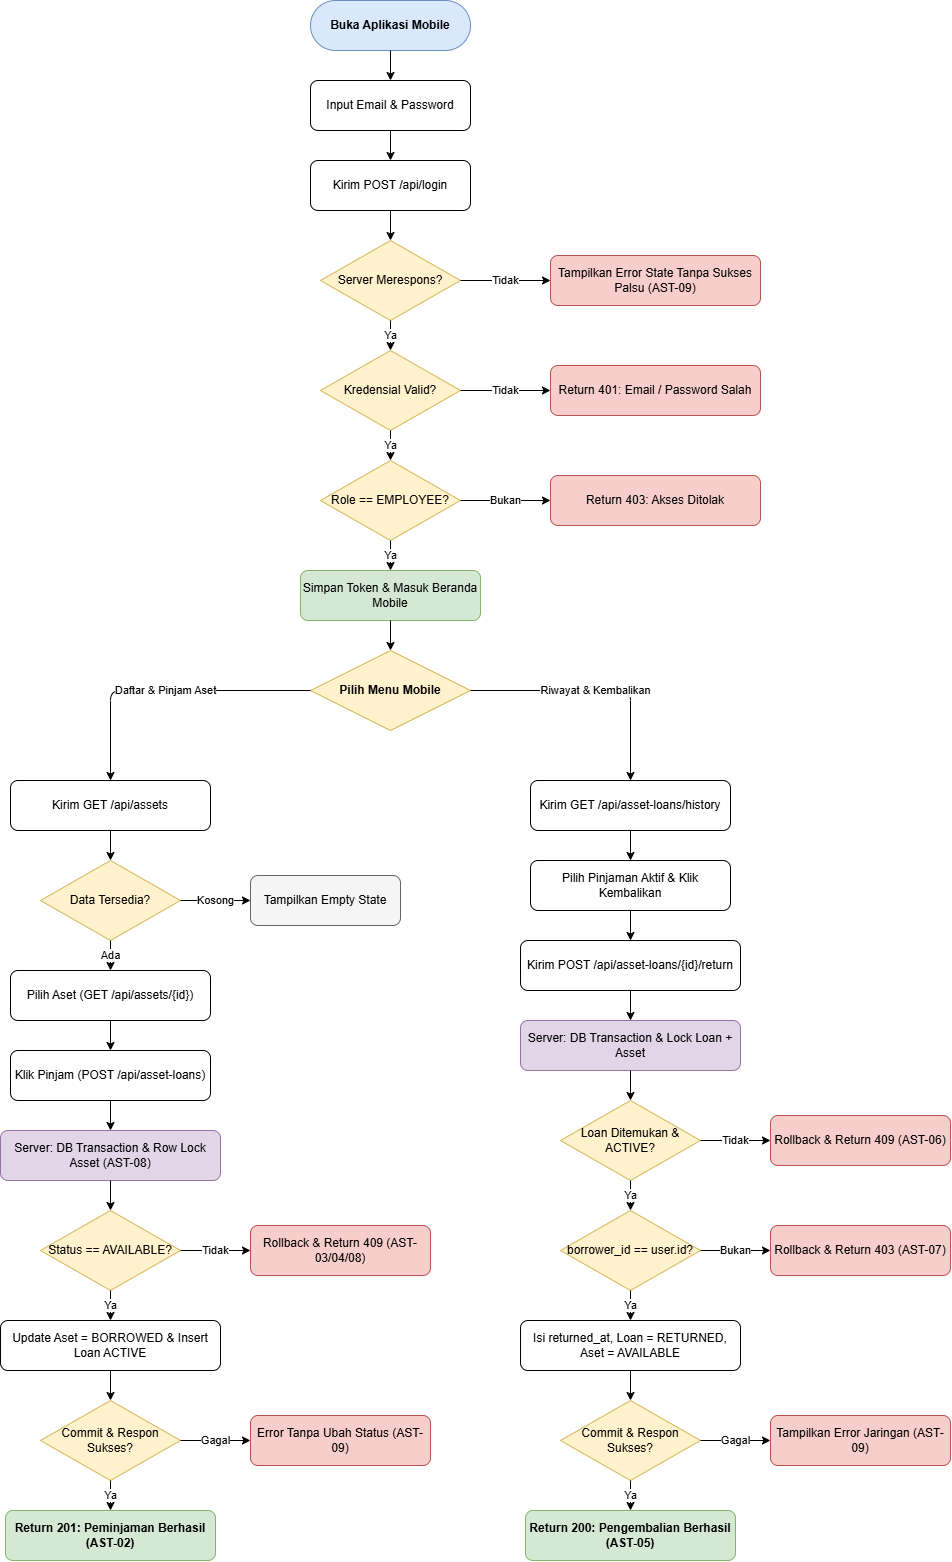 Buka Aplikasi Mobile
Input Email & Password
Kirim POST /api/login
Server Merespons?
Tidak
Tampilkan Error State Tanpa Sukses
Palsu (AST-09)
Ya
Kredensial Valid?
Tidak
Return 401: Email / Password Salah
Ya
Role == EMPLOYEE?
Bukan
Return 403: Akses Ditolak
Ya
Simpan Token & Masuk Beranda
Mobile
Pilih Menu Mobile
Daftar & Pinjam Aset
Riwayat & Kembalikan
Kirim GET /api/assets
Data Tersedia?
Kosong
Tampilkan Empty State
Ada
Pilih Aset (GET /api/assets/{id})
Klik Pinjam (POST /api/asset-loans)
Server: DB Transaction & Row Lock
Asset (AST-08)
Status == AVAILABLE?
Tidak
Rollback & Return 409 (AST-
03/04/08)
Ya
Update Aset = BORROWED & Insert
Loan ACTIVE
Commit & Respon
Sukses?
Gagal
Error Tanpa Ubah Status (AST-
09)
Ya
Return 201: Peminjaman Berhasil
(AST-02)
Kirim GET /api/asset-loans/history
Pilih Pinjaman Aktif & Klik
Kembalikan
Kirim POST /api/asset-loans/{id}/return
Server: DB Transaction & Lock Loan +
Asset
Loan Ditemukan &
ACTIVE?
Tidak
Rollback & Return 409 (AST-06)
Ya
borrower_id == user.id?
Bukan
Rollback & Return 403 (AST-07)
Ya
Isi returned_at, Loan = RETURNED,
Aset = AVAILABLE
Commit & Respon
Sukses?
Gagal
Tampilkan Error Jaringan (AST-
09)
Ya
Return 200: Pengembalian Berhasil
(AST-05)